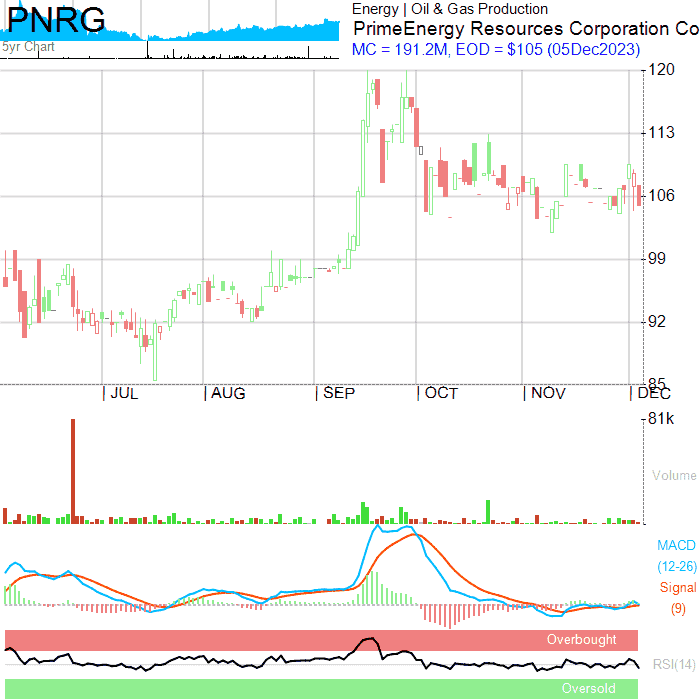 PNRG
5yr Chart
Energy | Oil & Gas Production
PrimeEnergy Resources Corporation Co
MC = 191.2M, EOD = $105 (05Dec2023)
120
113
106
99
92
85
JUL
AUG
SEP
OCT
NOV
DEC
81k
Volume
MACD
(12-26)
Signal
(9)
Overbought
RSI(14)
Oversold